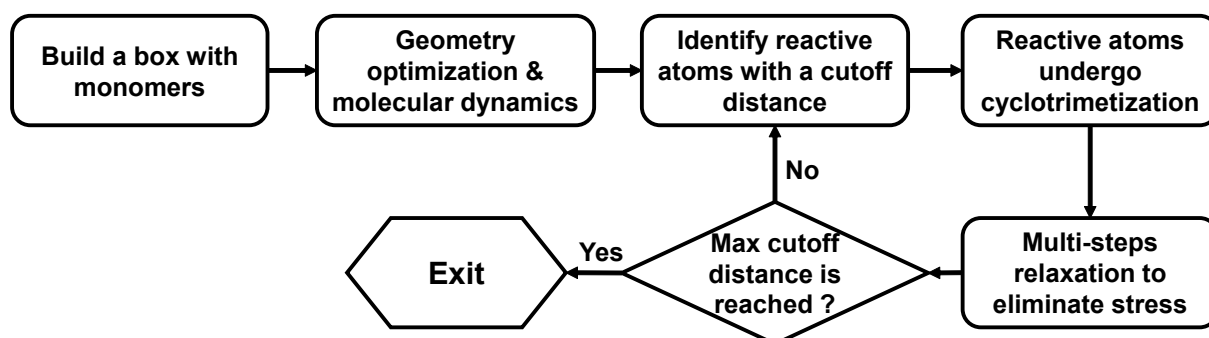 Build a box with
monomers
Geometry
optimization &
molecular dynamics
Identify reactive
atoms with a cutoff
distance
Reactive atoms
undergo
cyclotrimetization
No
Yes
Exit
Max cutoff
distance is
reached ?
Multi-steps
relaxation to
eliminate stress